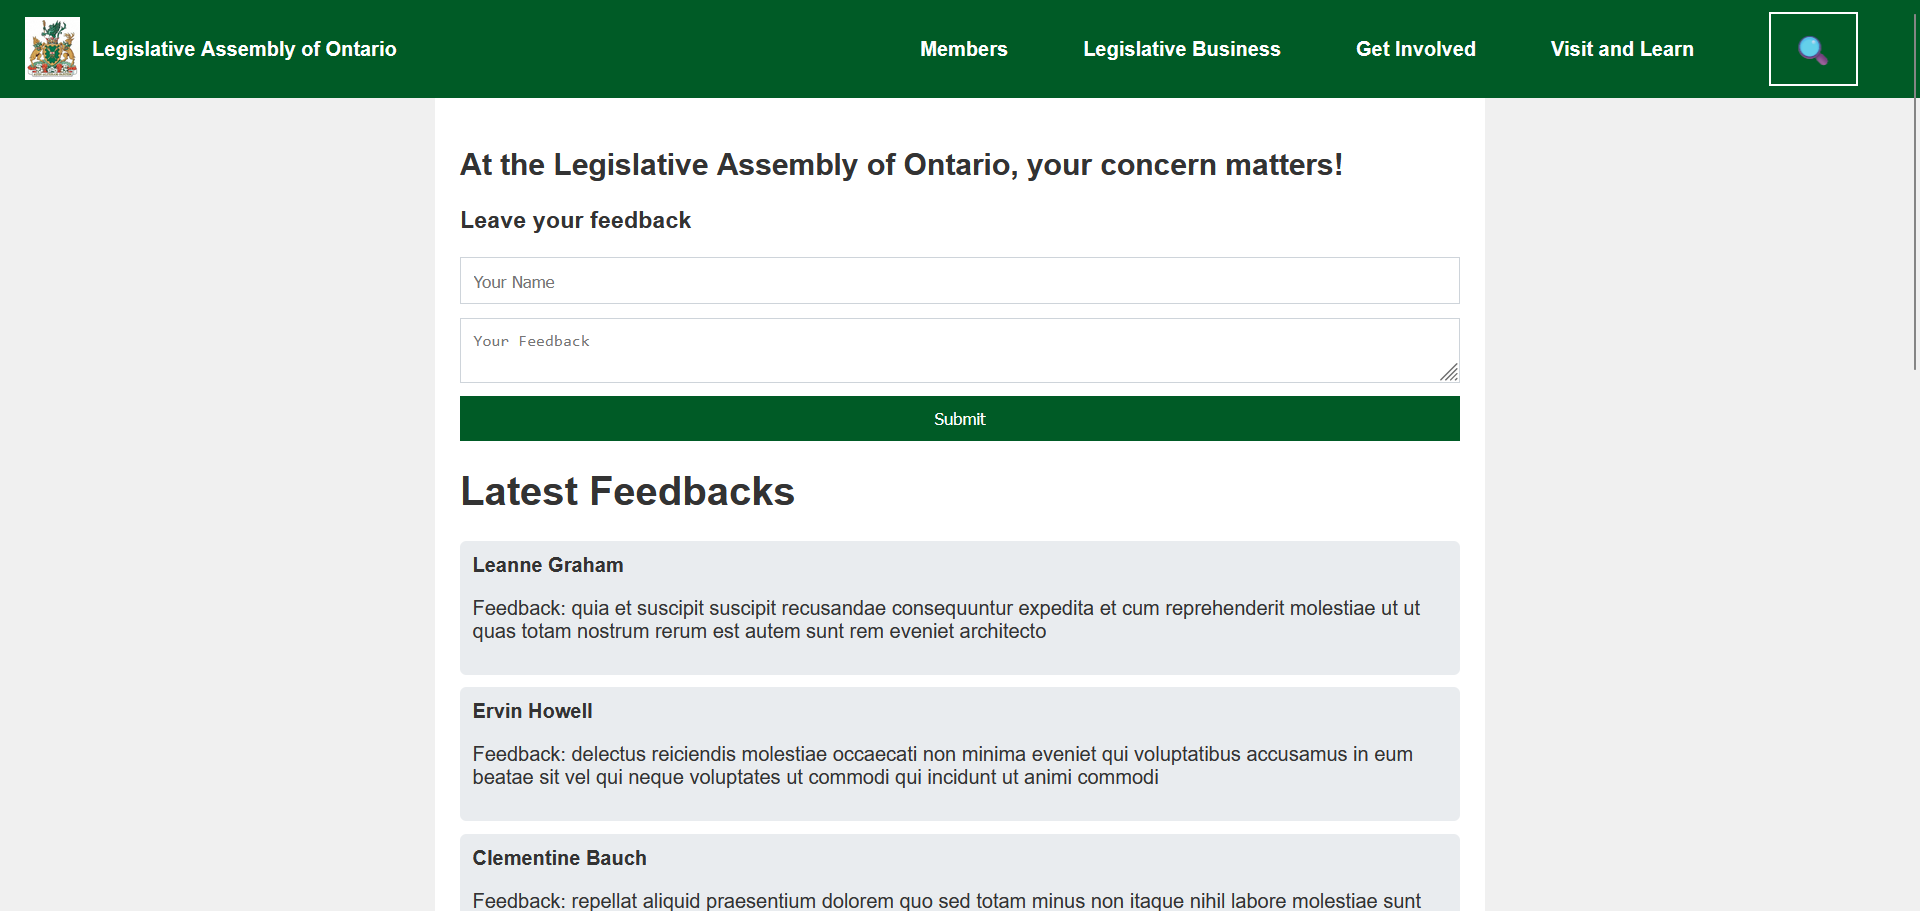 Legislative Assembly of Ontario
Members
Legislative Business
Get Involved
Visit and Learn
At the Legislative Assembly of Ontario, your concern matters!
Leave your feedback
Your Name
Your Feedback
Submit
Latest Feedbacks
Leanne Graham
Feedback: quia et suscipit suscipit recusandae consequuntur expedita et cum reprehenderit molestiae ut ut
quas totam nostrum rerum est autem sunt rem eveniet architecto
Ervin Howell
Feedback: delectus reiciendis molestiae occaecati non minima eveniet qui voluptatibus accusamus in eum
beatae sit vel qui neque voluptates ut commodi qui incidunt ut animi commodi
Clementine Bauch
Feedback: repellat aliquid praesentium dolorem quo sed totam minus non itaque nihil labore molestiae sunt